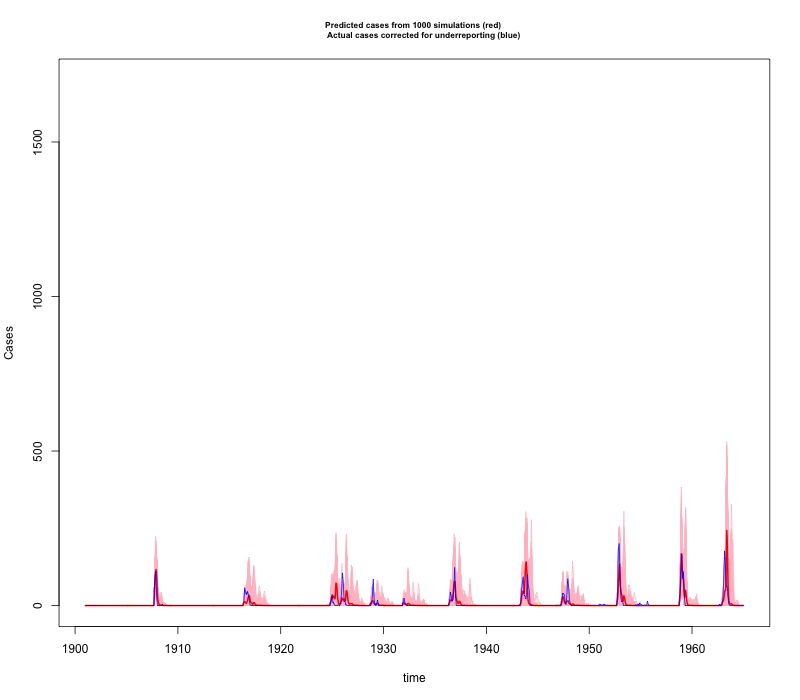 Predicted cases from 1000 simulations (red)
Actual cases corrected for underreporting (blue)
1500
1000
500
0
Cases
1900 1910 1920 1930 1940 1950 1960
time